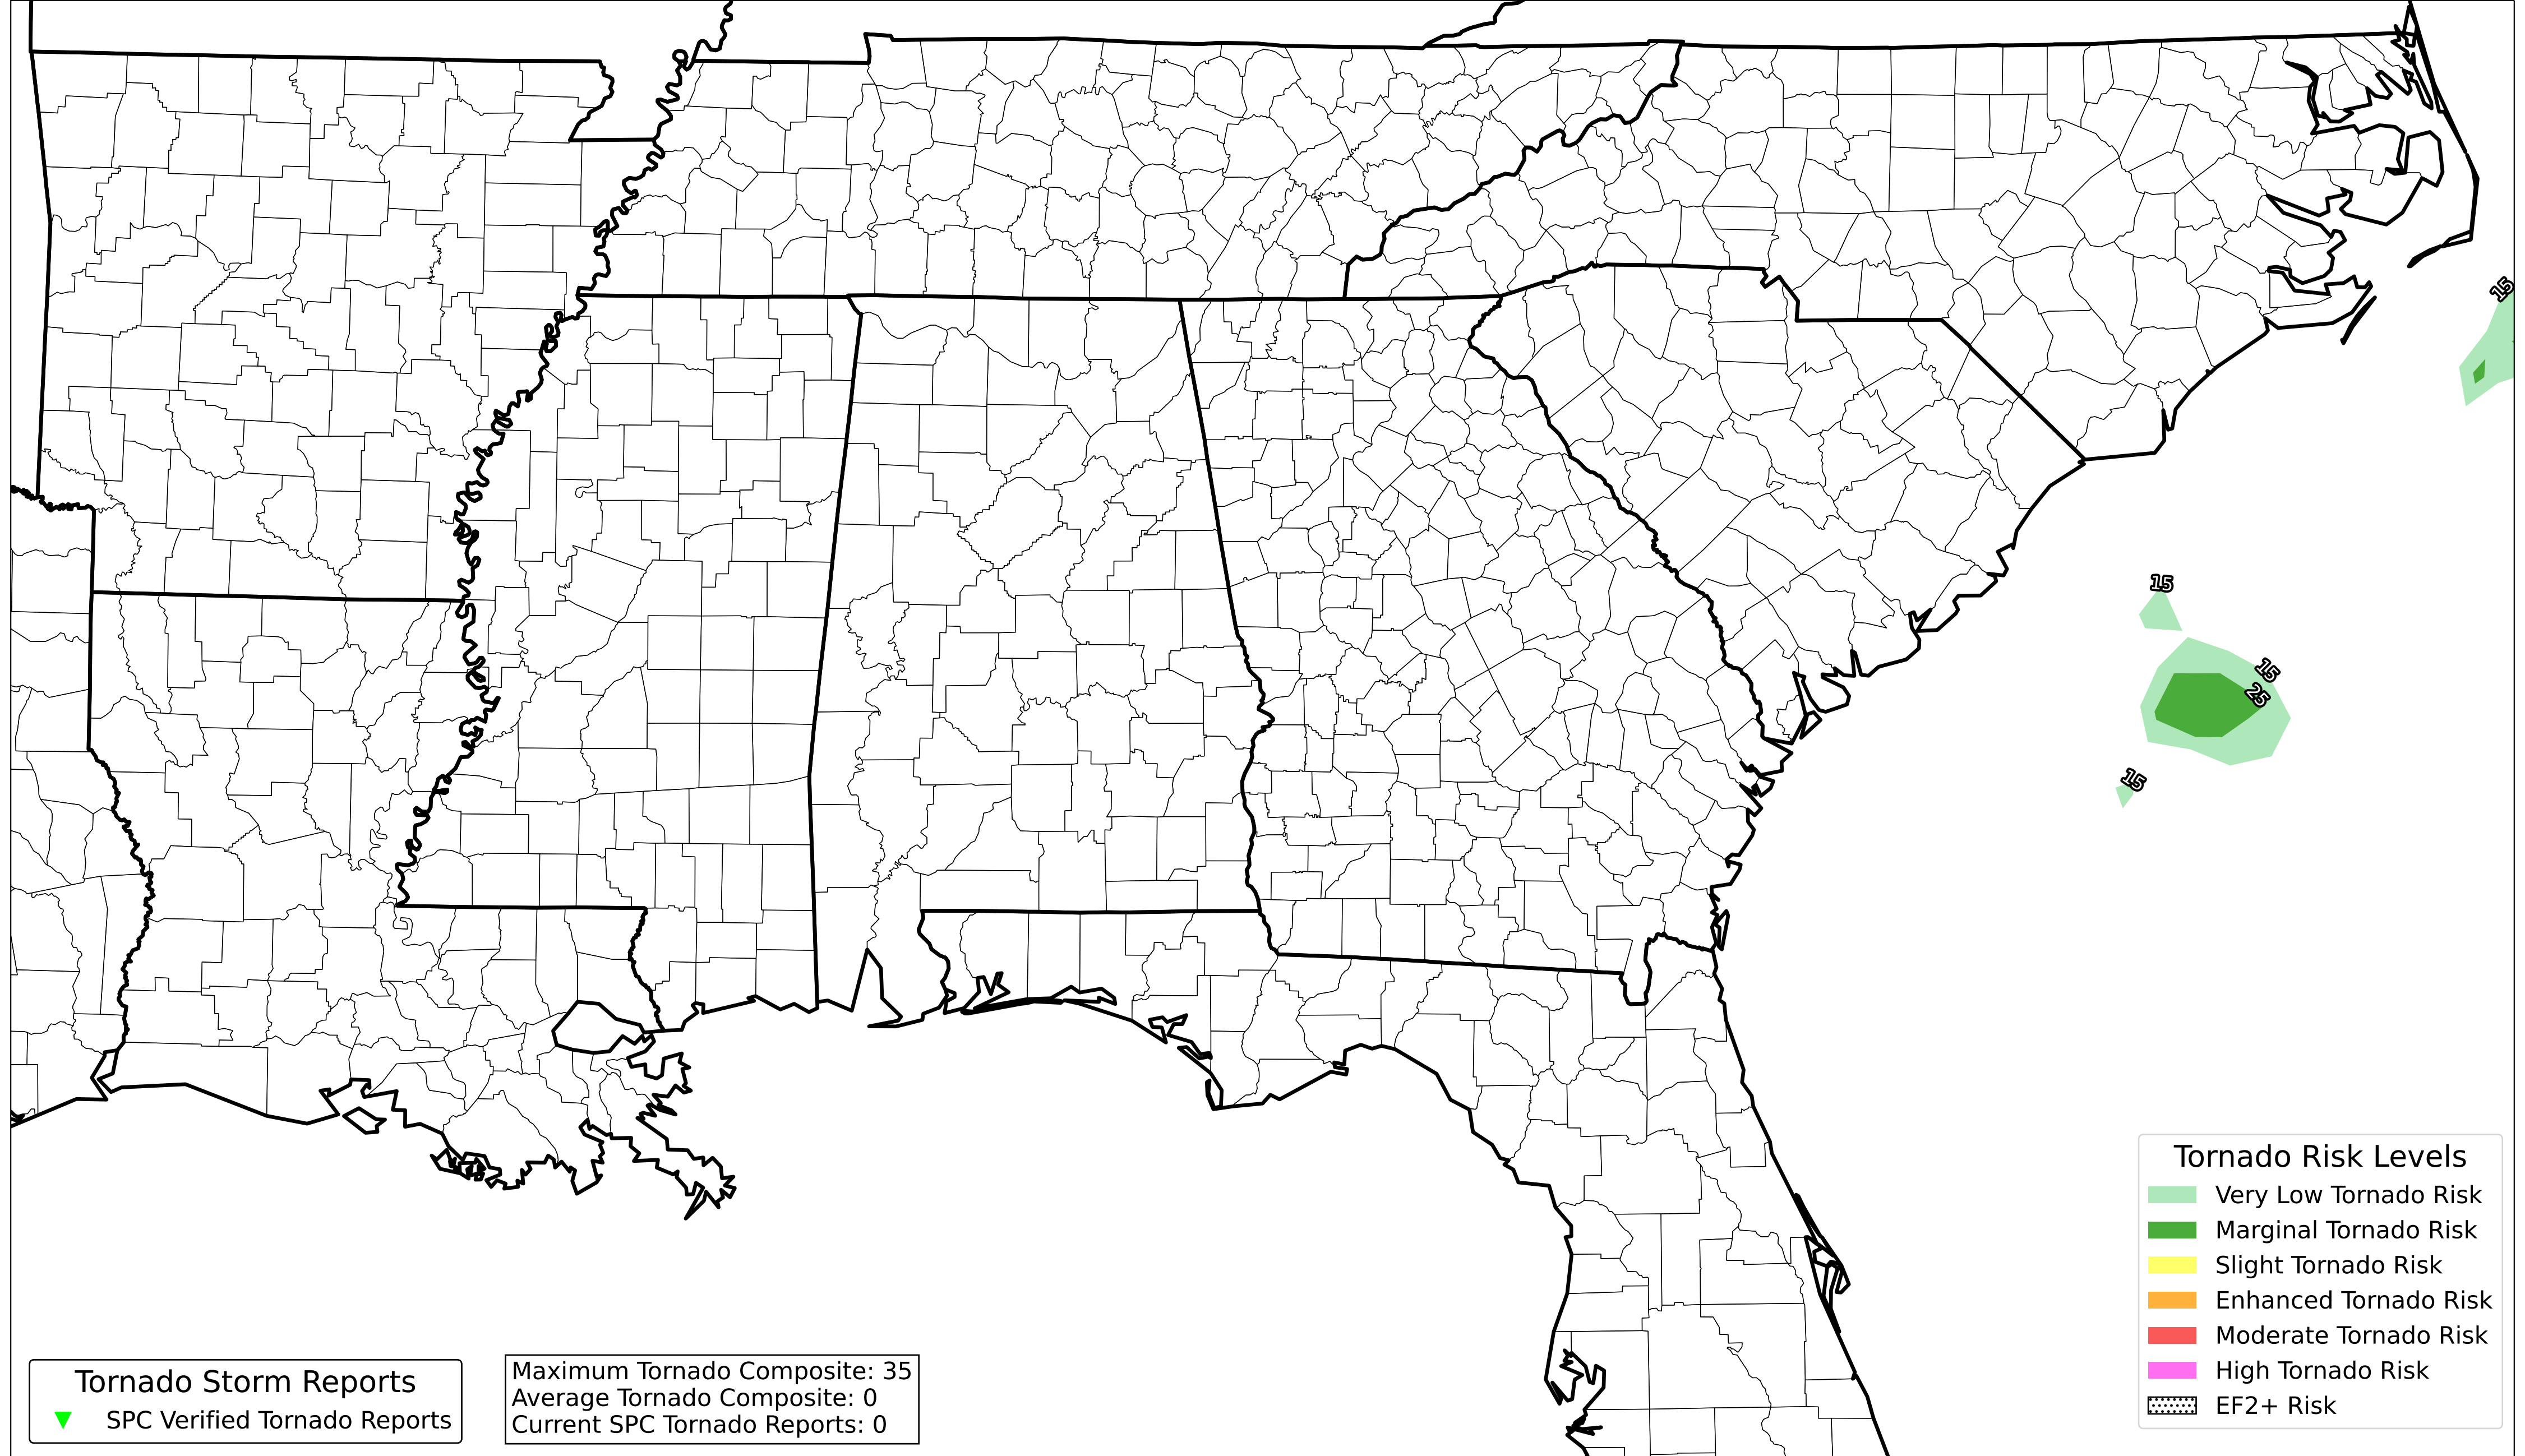 15
15
15
25
15
Tornado Risk Levels
Very Low Tornado Risk
Marginal Tornado Risk
Slight Tornado Risk
Enhanced Tornado Risk
Moderate Tornado Risk
High Tornado Risk
EF2+ Risk
Tornado Storm Reports
SPC Verified Tornado Reports
Maximum Tornado Composite: 35
Average Tornado Composite: 0
Current SPC Tornado Reports: 0